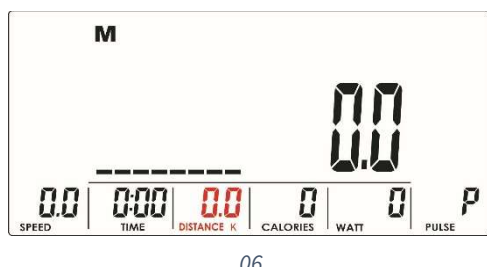 M
0.0
0.0 0:00 0.0 0 0 P
SPEED TIME DISTANCE K CALORIES WATT PULSE
06